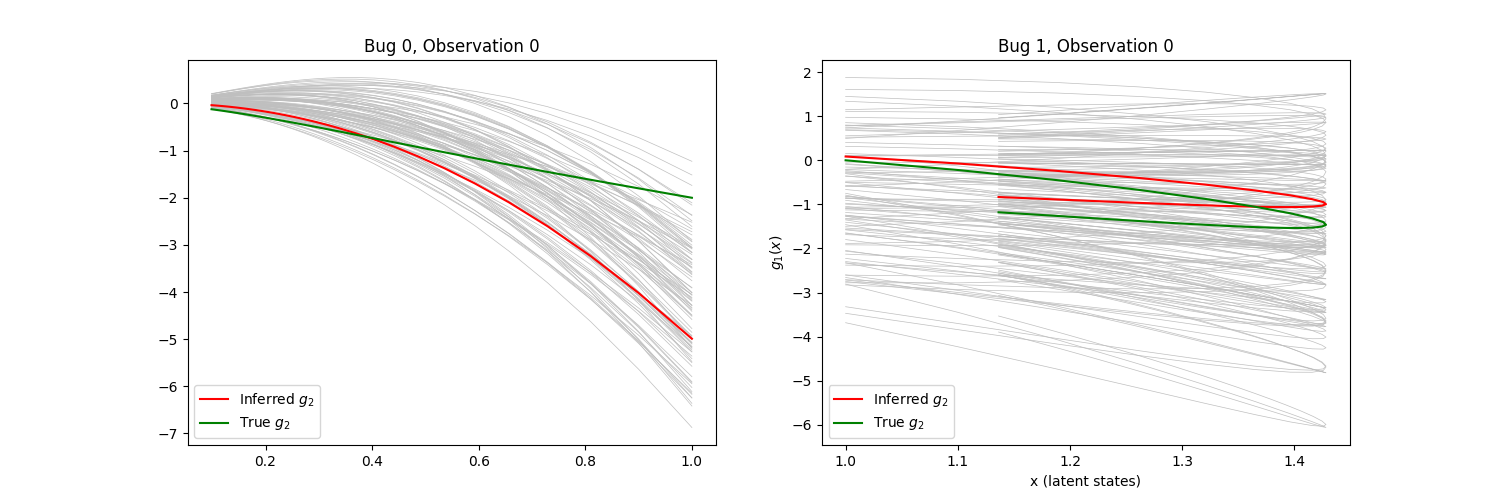 Bug 0, Observation 0
0
−1
−2
−3
−4
−5
−6
−7
0.2 0.4 0.6 0.8 1.0
Inferred g₂
True g₂
Bug 1, Observation 0
g₁(x)
2
1
0
−1
−2
−3
−4
−5
−6
1.0 1.1 1.2 1.3 1.4
x (latent states)
Inferred g₂
True g₂